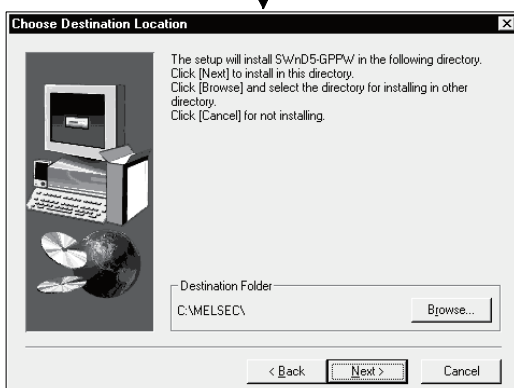 Choose Destination Location
The setup will install SWnD5-GPPW in the following directory.
Click [Next] to install in this directory.
Click [Browse] and select the directory for installing in other
directory.
Click [Cancel] for not installing.
Destination Folder
C:\MELSEC\
Browse...
< Back
Next >
Cancel